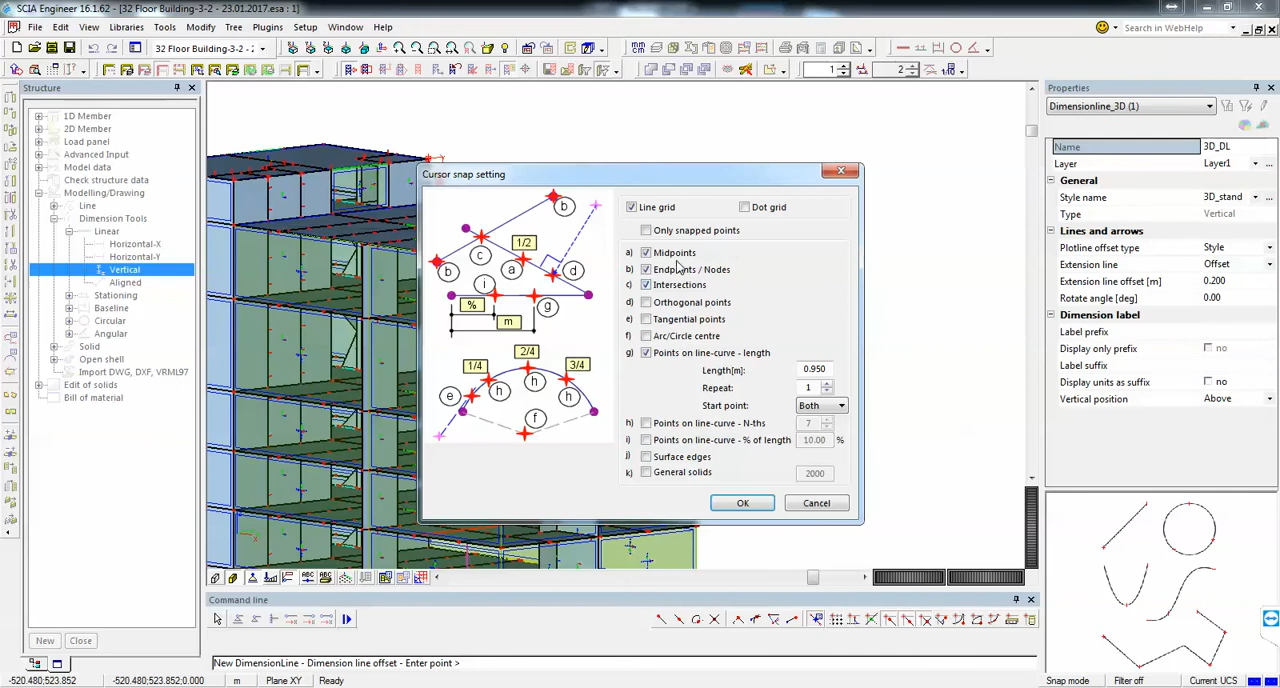 SCIA Engineer 16.1.62 - [32 Floor Building-3-2 - 23.01.2017.esa : 1]
File Edit View Libraries Tools Modify Tree Plugins Setup Window Help
Search in WebHelp
32 Floor Building-3-2 -
1 2
Structure
1D Member
2D Member
Load panel
Advanced Input
Model data
Check structure data
Modelling/Drawing
Line
Dimension Tools
Linear
Horizontal-X
Horizontal-Y
Vertical
Aligned
Stationing
Baseline
Circular
Angular
Solid
Open shell
Import DWG, DXF, VRML97
Edit of solids
Bill of material
New Close
Cursor snap setting
b
c
1/2
b
i
a
d
%
g
m
2/4
1/4
3/4
h
e
h
h
f
Line grid Dot grid
Only snapped points
a) Midpoints
b) Endpoints / Nodes
c) Intersections
d) Orthogonal points
e) Tangential points
f) Arc/Circle centre
g) Points on line-curve - length
Length[m]: 0.950
Repeat: 1
Start point: Both
h) Points on line-curve - N-ths 7
i) Points on line-curve - % of length 10.00 %
j) Surface edges
k) General solids 2000
OK Cancel
Properties
Dimensionline_3D (1)
Name 3D_DL
Layer Layer1
General
Style name 3D_stand
Type Vertical
Lines and arrows
Plotline offset type Style
Extension line Offset
Extension line offset [m] 0.200
Rotate angle [deg] 0.00
Dimension label
Label prefix
Display only prefix no
Label suffix
Display units as suffix no
Vertical position Above
Command line
New DimensionLine - Dimension line offset - Enter point >
-520.480;523.852 -520.480;523.852;0.000 m Plane XY Ready Snap mode Filter off Current UCS